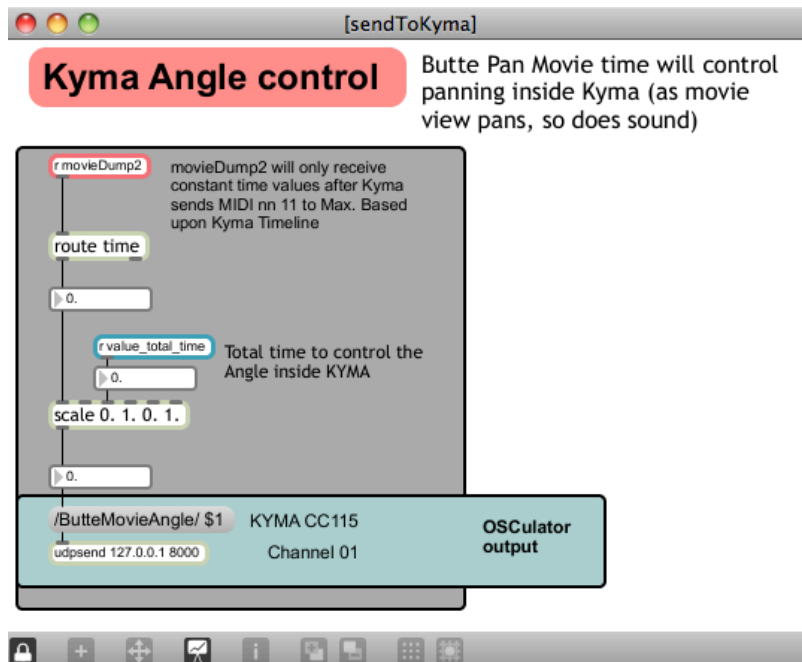 [sendToKyma]
Kyma Angle control
Butte Pan Movie time will control
panning inside Kyma (as movie
view pans, so does sound)
r movieDump2
movieDump2 will only receive
constant time values after Kyma
sends MIDI nn 11 to Max. Based
upon Kyma Timeline
route time
0.
r value_total_time
Total time to control the
Angle inside KYMA
0.
scale 0. 1. 0. 1.
0.
/ButteMovieAngle/ $1
KYMA CC115
OSCulator
output
udpsend 127.0.0.1 8000
Channel 01